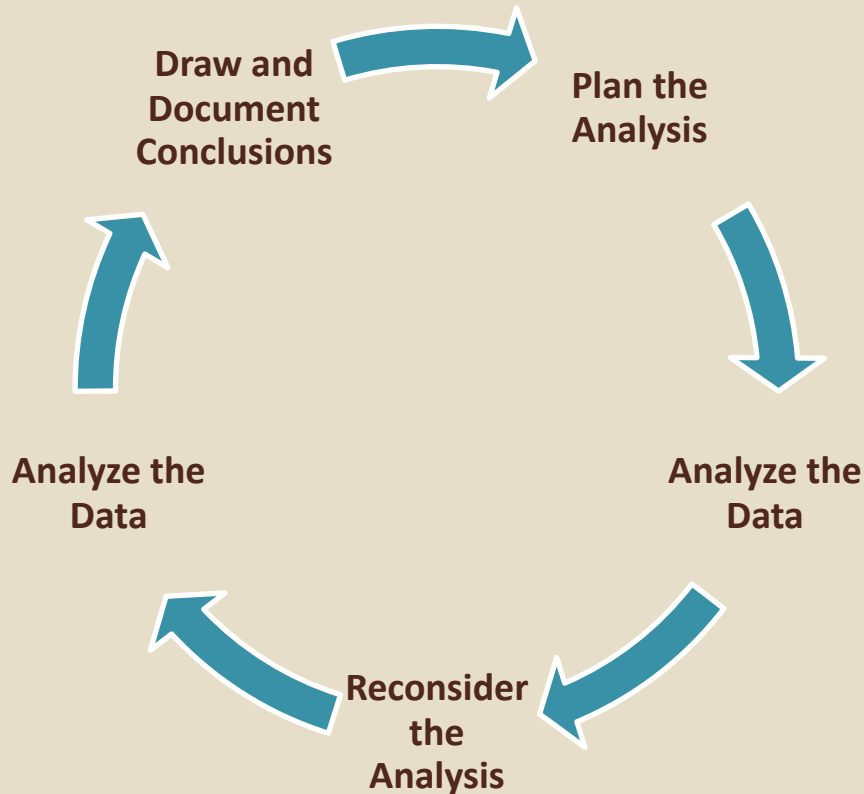 Draw and
Document
Conclusions
Plan the
Analysis
Analyze the
Data
Reconsider
the
Analysis
Analyze the
Data